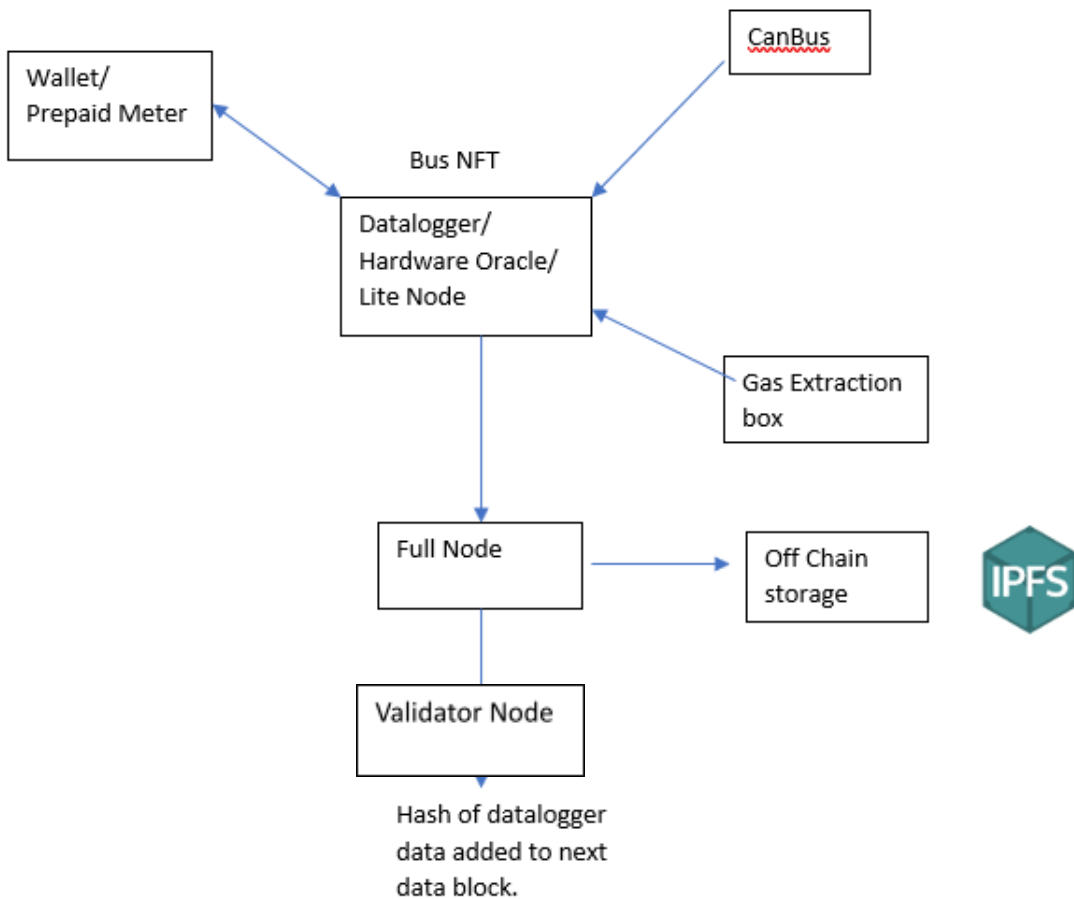 CanBus
Wallet/
Prepaid Meter
Bus NFT
Datalogger/
Hardware Oracle/
Lite Node
Gas Extraction
box
Full Node
Off Chain
storage
IPFS
Validator Node
Hash of datalogger
data added to next
data block.